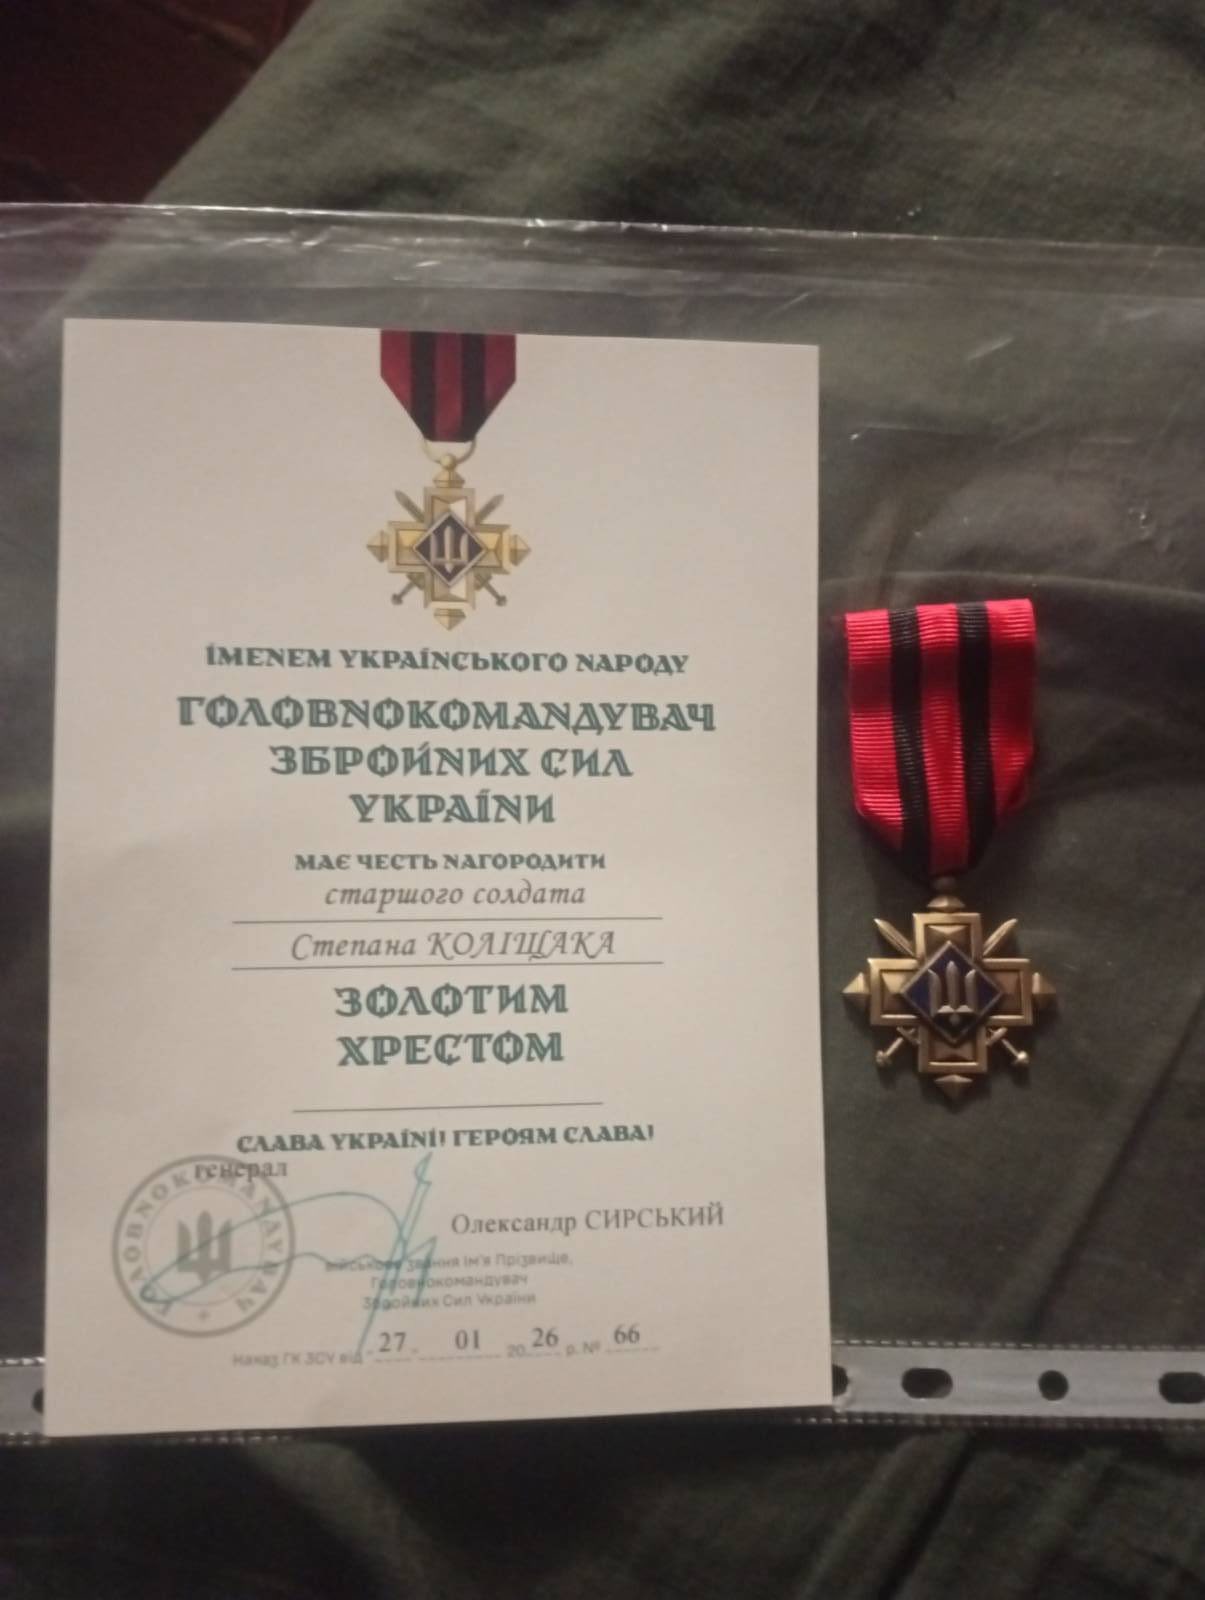 ІМЕНЕМ УКРАЇНСЬКОГО НАРОДУ
ГОЛОВНОКОМАНДУВАЧ
ЗБРОЙНИХ СИЛ
УКРАЇНИ
МАЄ ЧЕСТЬ НАГОРОДИТИ
старшого солдата
Степана КОЛІЩАКА
ЗОЛОТИМ
ХРЕСТОМ
СЛАВА УКРАЇНІ! ГЕРОЯМ СЛАВА!
генерал
ГОЛОВНОКОМАНДУВАЧ
Олександр СИРСЬКИЙ
військове звання Ім'я Прізвище,
Головнокомандувач
Збройних Сил України
Наказ ГК ЗСУ від 27 01 2026 р. № 66